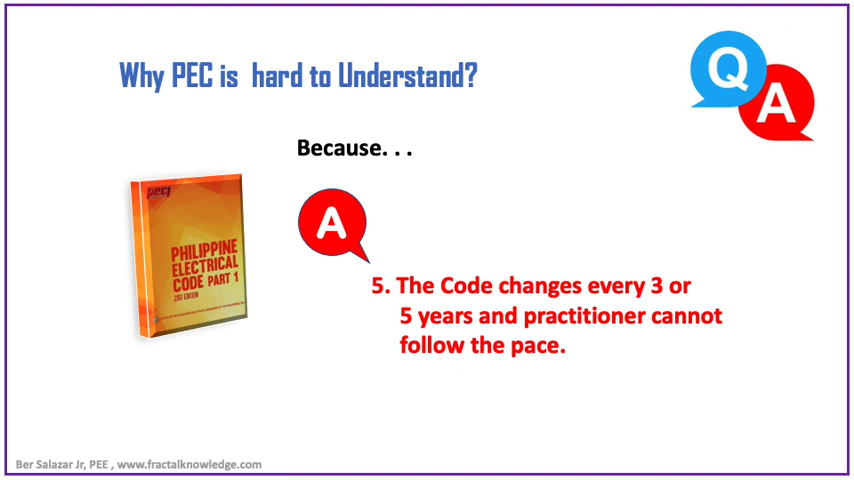 Why PEC is hard to Understand?
Q
A
Because. . .
pec1
PHILIPPINE
ELECTRICAL
CODE PART 1
2017 EDITION
A
5. The Code changes every 3 or
5 years and practitioner cannot
follow the pace.
Ber Salazar Jr, PEE , www.fractalknowledge.com